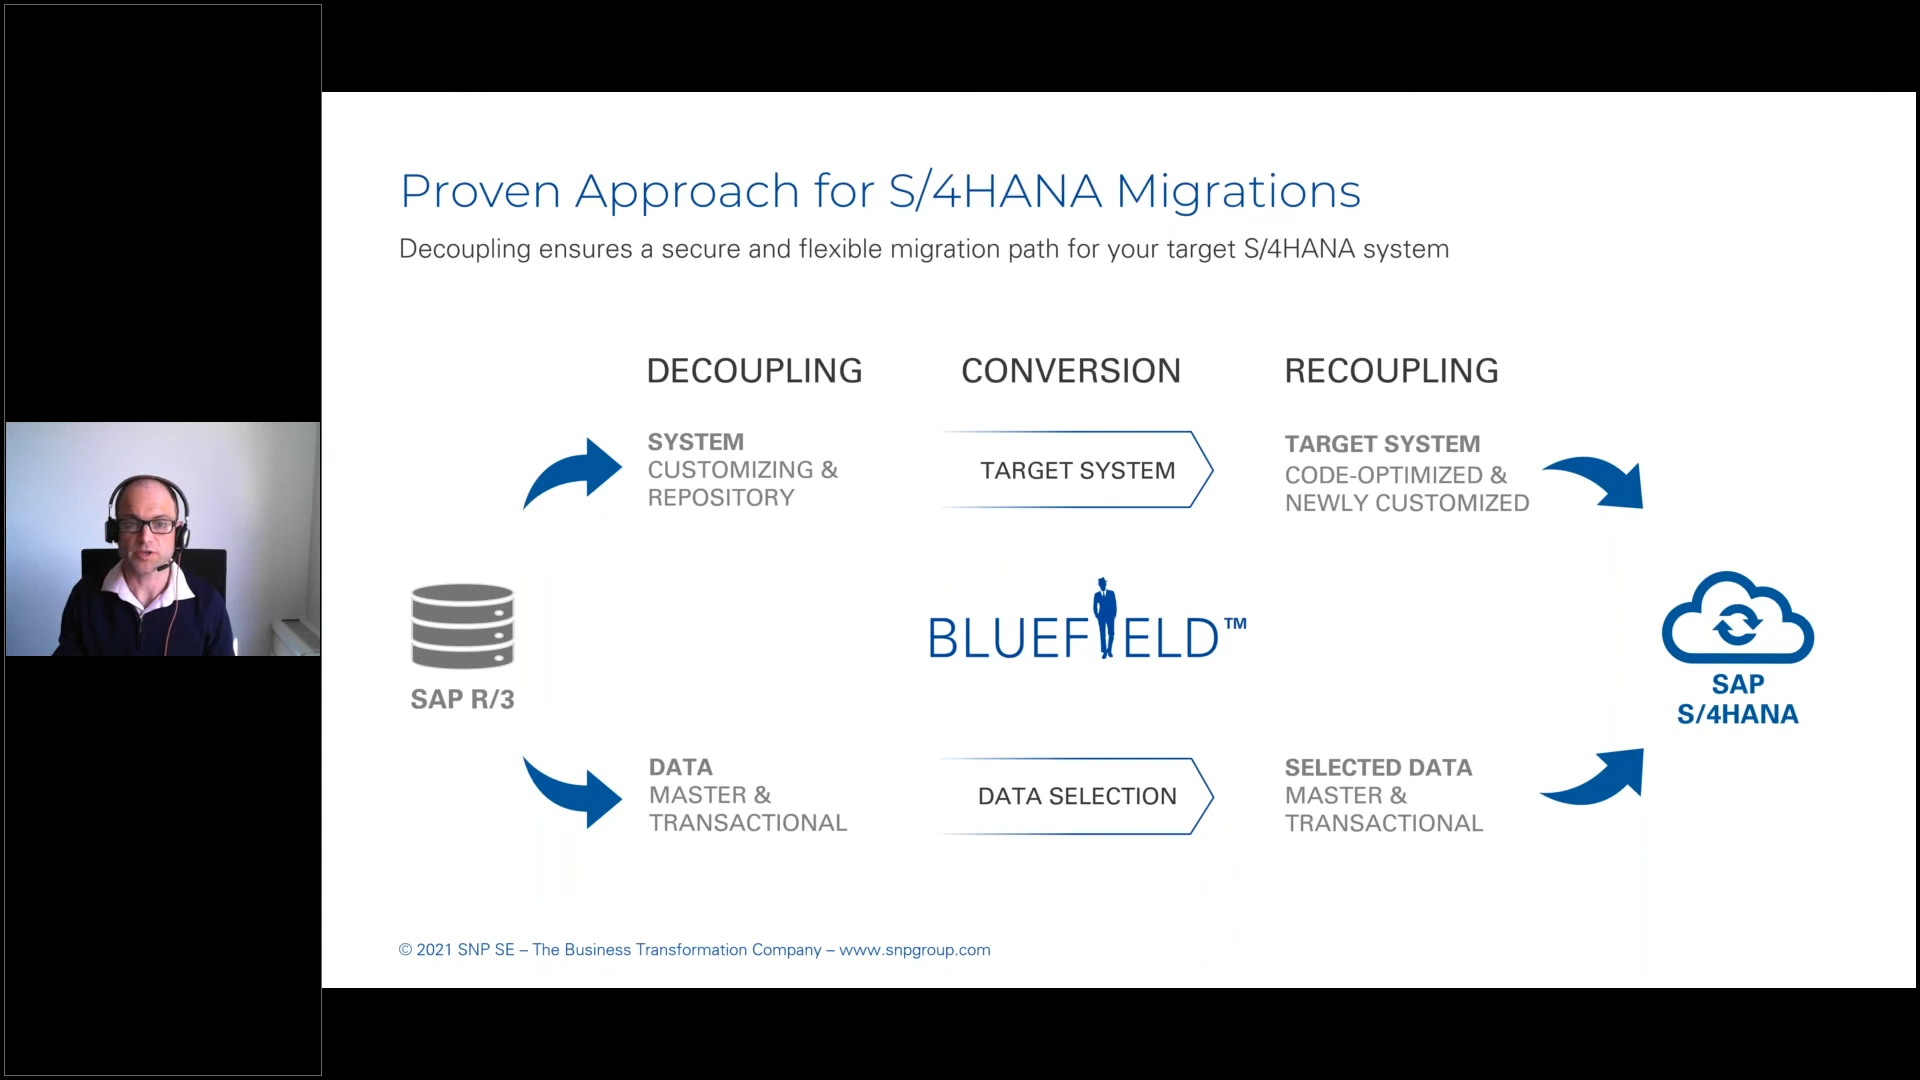 Proven Approach for S/4HANA Migrations
Decoupling ensures a secure and flexible migration path for your target S/4HANA system
DECOUPLING
CONVERSION
RECOUPLING
SYSTEM
CUSTOMIZING &
REPOSITORY
TARGET SYSTEM
TARGET SYSTEM
CODE-OPTIMIZED &
NEWLY CUSTOMIZED
SAP R/3
BLUEFIELD™
SAP
S/4HANA
DATA
MASTER &
TRANSACTIONAL
DATA SELECTION
SELECTED DATA
MASTER &
TRANSACTIONAL
© 2021 SNP SE – The Business Transformation Company – www.snpgroup.com